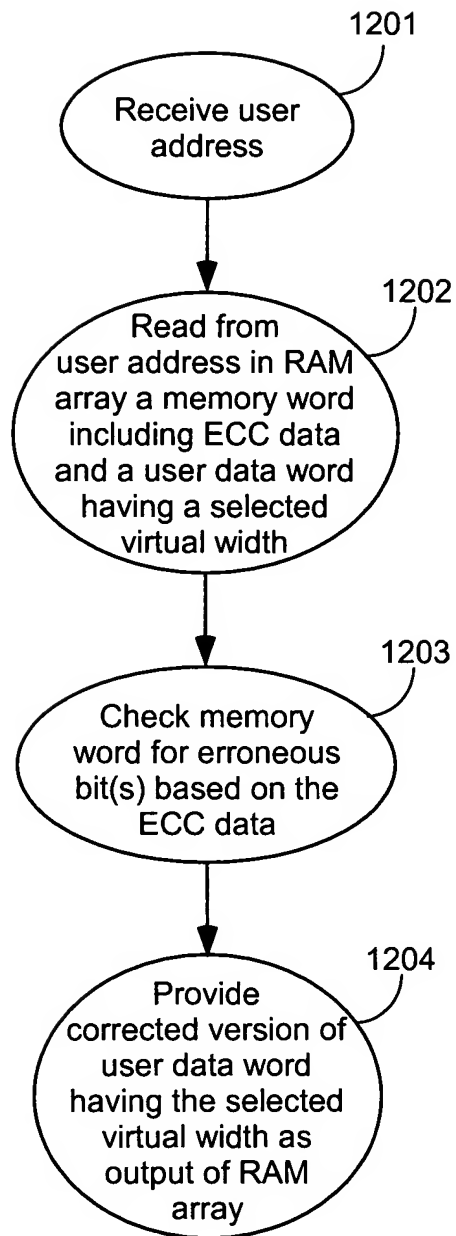 1201
Receive user
address
1202
Read from
user address in RAM
array a memory word
including ECC data
and a user data word
having a selected
virtual width
1203
Check memory
word for erroneous
bit(s) based on the
ECC data
1204
Provide
corrected version of
user data word
having the selected
virtual width as
output of RAM
array